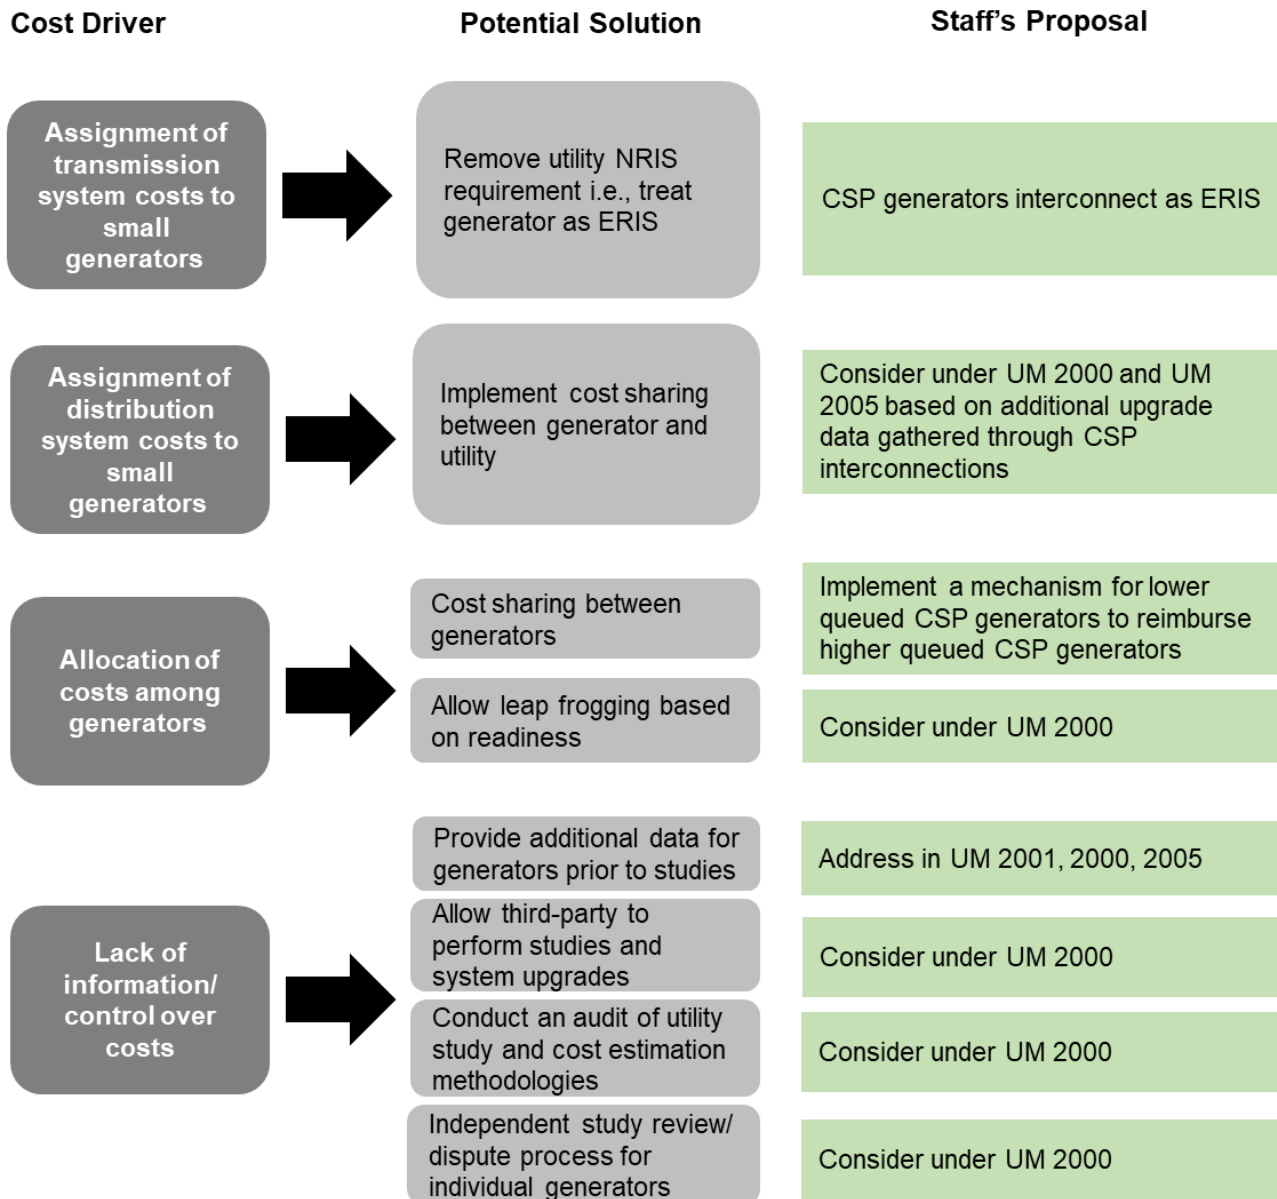 Cost Driver
Potential Solution
Staff's Proposal
Assignment of
transmission
system costs to
small
generators
Remove utility NRIS
requirement i.e., treat
generator as ERIS
CSP generators interconnect as ERIS
Assignment of
distribution
system costs to
small
generators
Implement cost sharing
between generator and
utility
Consider under UM 2000 and UM
2005 based on additional upgrade
data gathered through CSP
interconnections
Allocation of
costs among
generators
Cost sharing between
generators
Implement a mechanism for lower
queued CSP generators to reimburse
higher queued CSP generators
Allow leap frogging based
on readiness
Consider under UM 2000
Lack of
information/
control over
costs
Provide additional data for
generators prior to studies
Address in UM 2001, 2000, 2005
Allow third-party to
perform studies and
system upgrades
Consider under UM 2000
Conduct an audit of utility
study and cost estimation
methodologies
Consider under UM 2000
Independent study review/
dispute process for
individual generators
Consider under UM 2000